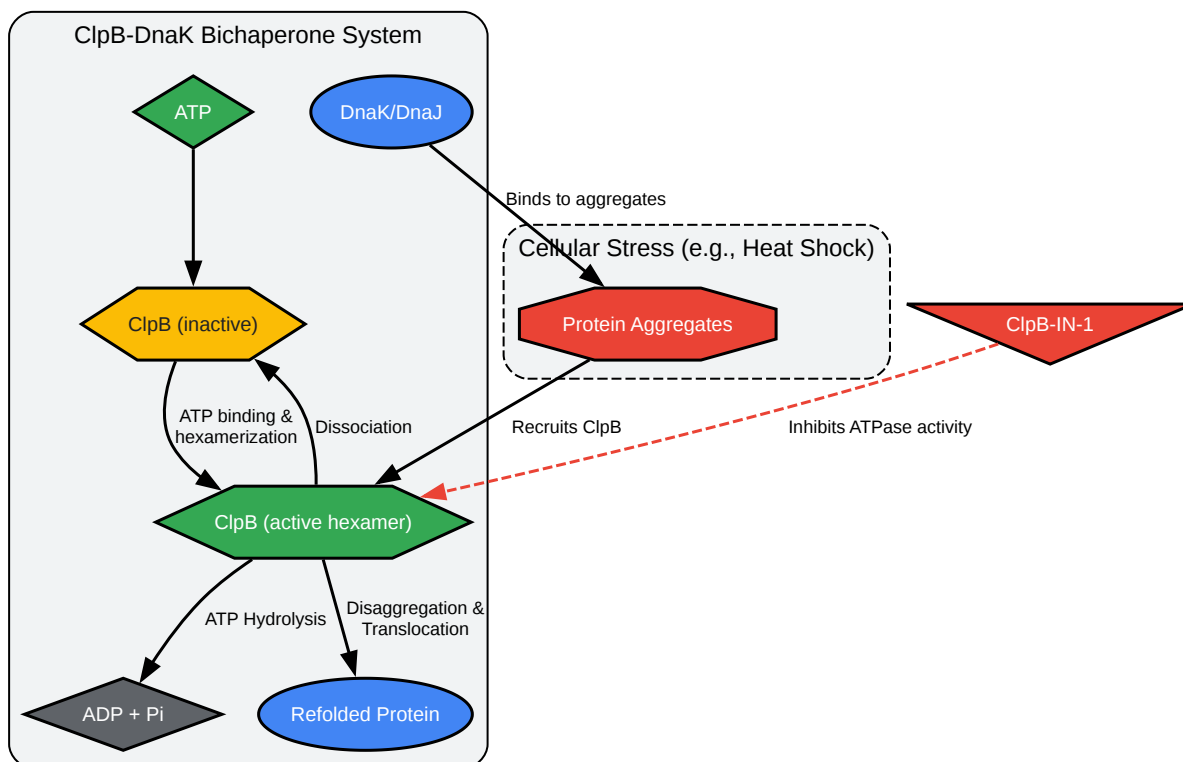 ClpB-DnaK Bichaperone System
ATP
DnaK/DnaJ
Binds to aggregates
Cellular Stress (e.g., Heat Shock)
ClpB (inactive)
Protein Aggregates
ClpB-IN-1
ATP binding &
hexamerization
Dissociation
Recruits ClpB
Inhibits ATPase activity
ClpB (active hexamer)
ATP Hydrolysis
Disaggregation &
Translocation
ADP + Pi
Refolded Protein